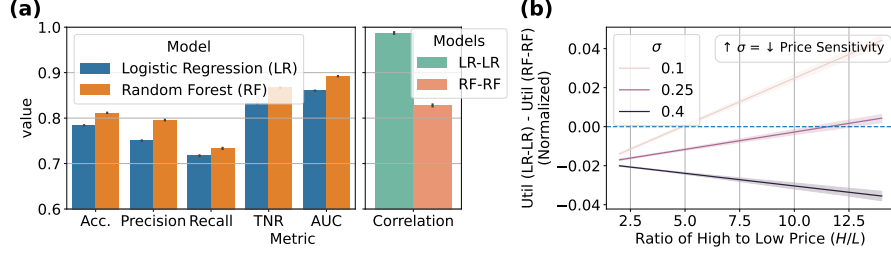 (a)
1.0
0.9
0.8
0.7
0.6
value
Model
Logistic Regression (LR)
Random Forest (RF)
Acc. Precision Recall TNR AUC
Metric
Models
LR-LR
RF-RF
Correlation
(b)
Util (LR-LR) - Util (RF-RF)
(Normalized)
0.04
0.02
0.00
−0.02
−0.04
σ
0.1
0.25
0.4
↑ σ = ↓ Price Sensitivity
2.5 5.0 7.5 10.0 12.5
Ratio of High to Low Price (H/L)